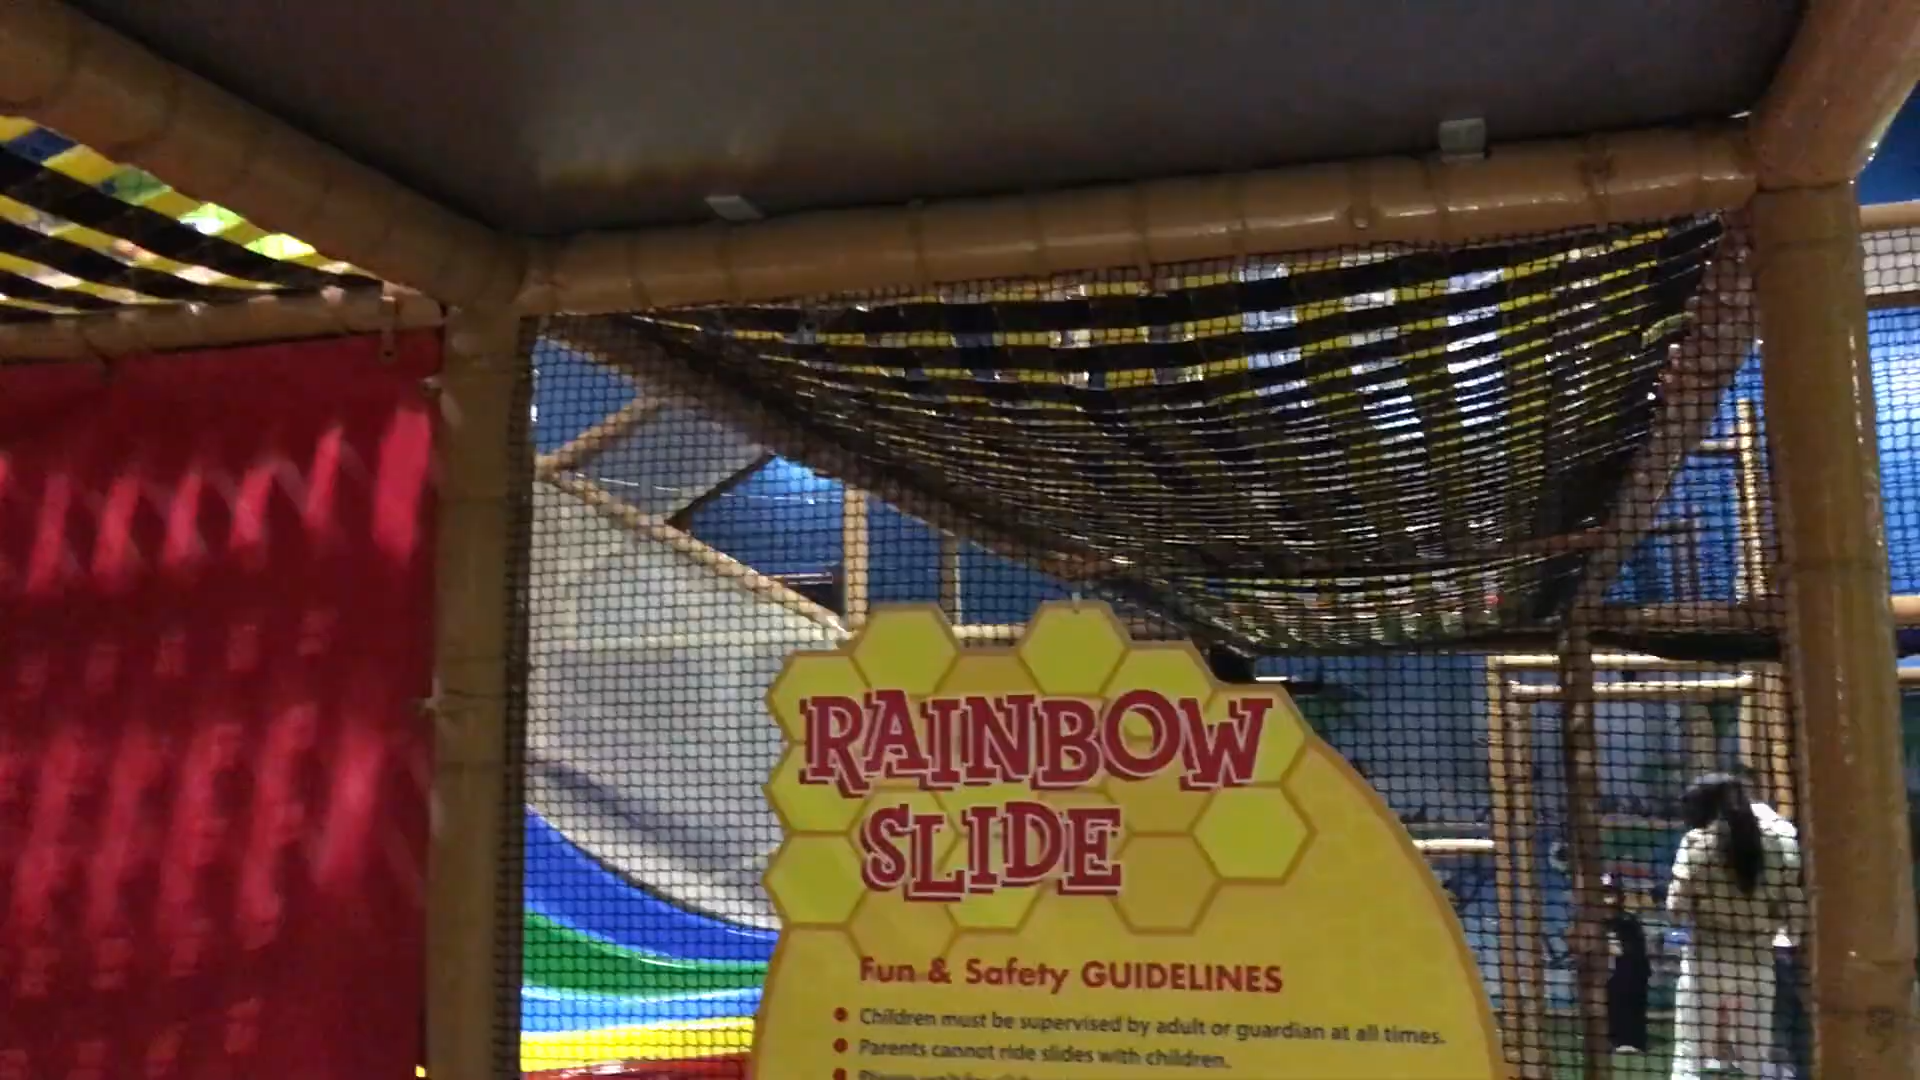 RAINBOW
SLIDE
Fun & Safety GUIDELINES
Children must be supervised by adult or guardian at all times.
Parents cannot ride slides with children.